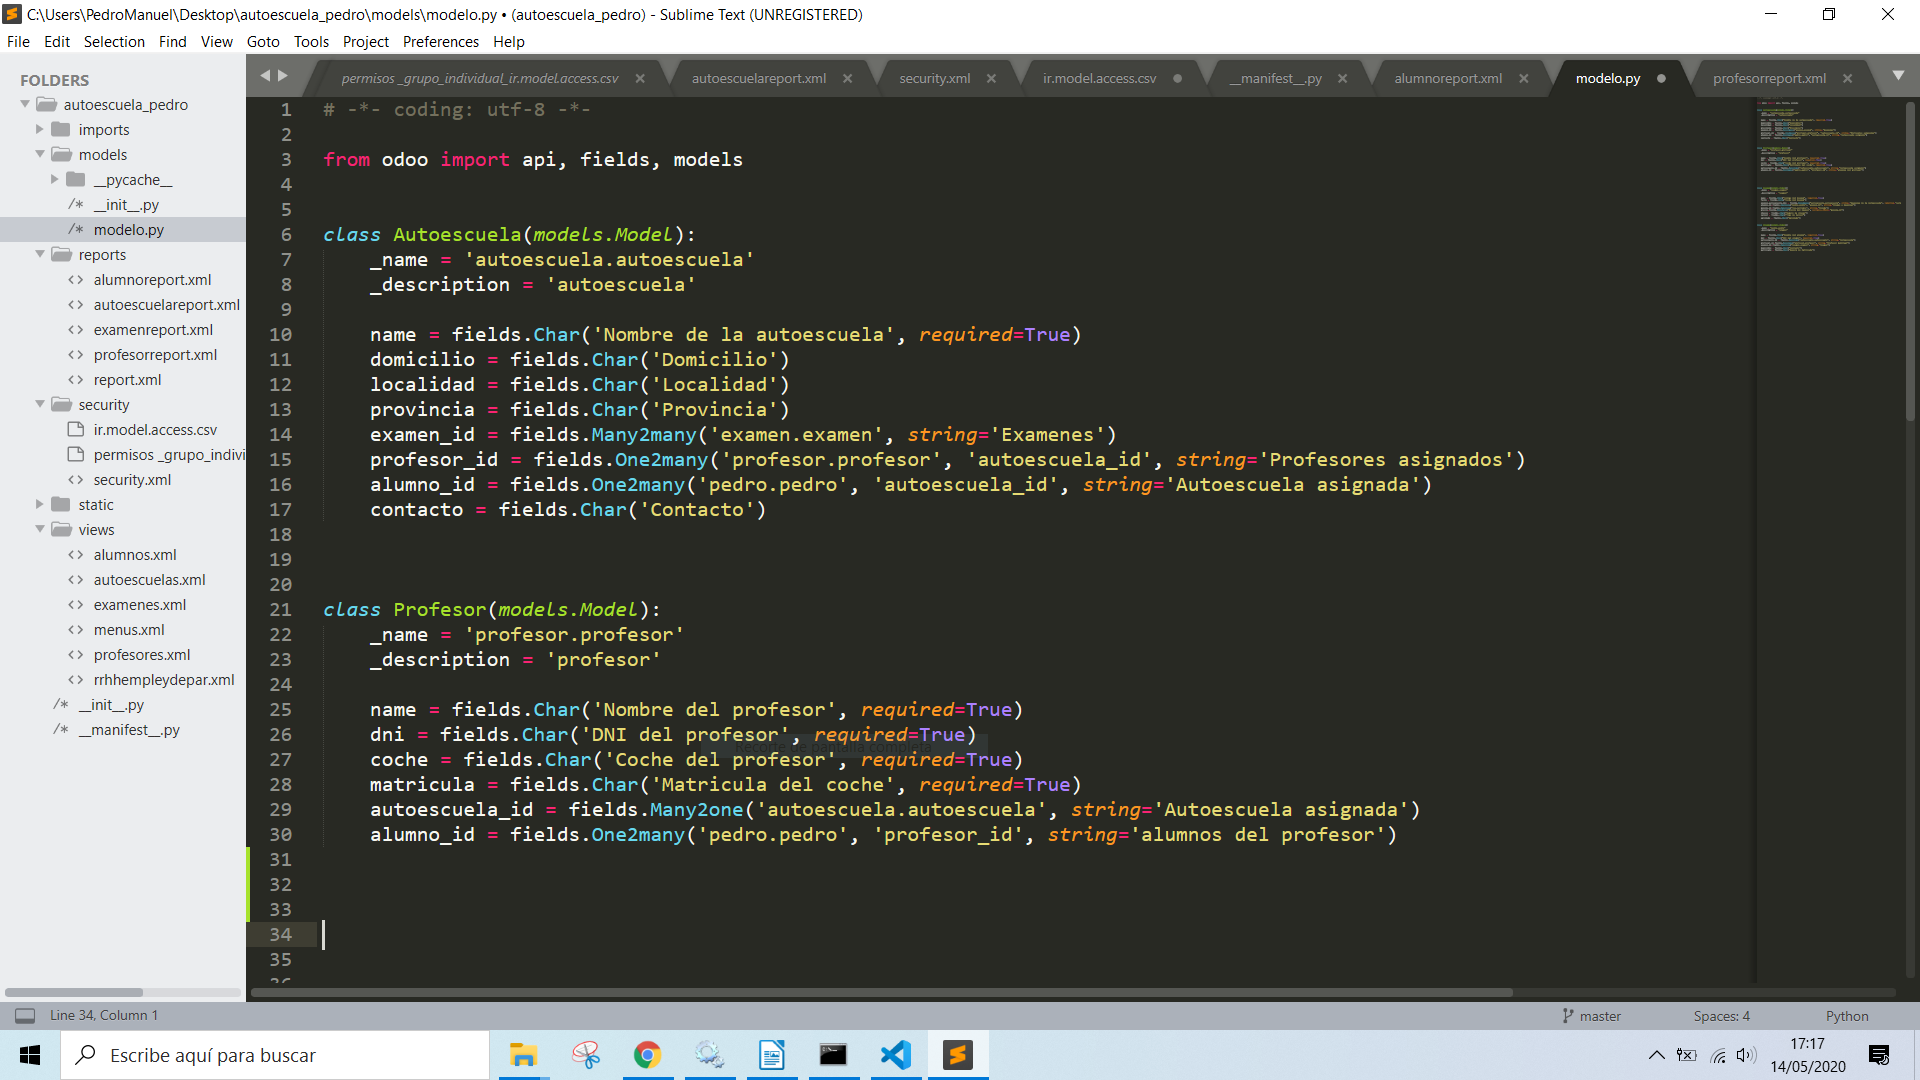 C:\Users\PedroManuel\Desktop\autoescuela_pedro\models\modelo.py • (autoescuela_pedro) - Sublime Text (UNREGISTERED)
File Edit Selection Find View Goto Tools Project Preferences Help
FOLDERS
autoescuela_pedro
imports
models
__pycache__
/* __init__.py
/* modelo.py
reports
<> alumnoreport.xml
<> autoescuelareport.xml
<> examenreport.xml
<> profesorreport.xml
<> report.xml
security
ir.model.access.csv
permisos _grupo_indivi
<> security.xml
static
views
<> alumnos.xml
<> autoescuelas.xml
<> examenes.xml
<> menus.xml
<> profesores.xml
<> rrhhempleydepar.xml
/* __init__.py
/* __manifest__.py
permisos _grupo_individual_ir.model.access.csv × autoescuelareport.xml × security.xml × ir.model.access.csv • __manifest__.py × alumnoreport.xml × modelo.py • profesorreport.xml ×
1 # -*- coding: utf-8 -*-
2
3 from odoo import api, fields, models
4
5
6 class Autoescuela(models.Model):
7     _name = 'autoescuela.autoescuela'
8     _description = 'autoescuela'
9
10     name = fields.Char('Nombre de la autoescuela', required=True)
11     domicilio = fields.Char('Domicilio')
12     localidad = fields.Char('Localidad')
13     provincia = fields.Char('Provincia')
14     examen_id = fields.Many2many('examen.examen', string='Examenes')
15     profesor_id = fields.One2many('profesor.profesor', 'autoescuela_id', string='Profesores asignados')
16     alumno_id = fields.One2many('pedro.pedro', 'autoescuela_id', string='Autoescuela asignada')
17     contacto = fields.Char('Contacto')
18
19
20
21 class Profesor(models.Model):
22     _name = 'profesor.profesor'
23     _description = 'profesor'
24
25     name = fields.Char('Nombre del profesor', required=True)
26     dni = fields.Char('DNI del profesor', required=True)
Recorte de pantalla completa
27     coche = fields.Char('Coche del profesor', required=True)
28     matricula = fields.Char('Matricula del coche', required=True)
29     autoescuela_id = fields.Many2one('autoescuela.autoescuela', string='Autoescuela asignada')
30     alumno_id = fields.One2many('pedro.pedro', 'profesor_id', string='alumnos del profesor')
31
32
33
34
35
36
Line 34, Column 1 master Spaces: 4 Python
Escribe aquí para buscar
17:17
14/05/2020